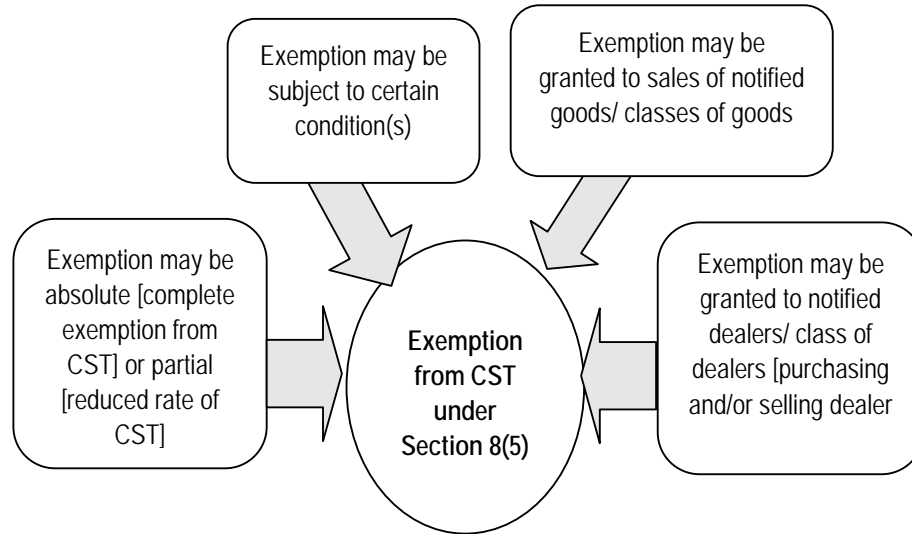 Exemption may be
subject to certain
condition(s)
Exemption may be
granted to sales of notified
goods/ classes of goods
Exemption may be
absolute [complete
exemption from
CST] or partial
[reduced rate of
CST]
Exemption
from CST
under
Section 8(5)
Exemption may be
granted to notified
dealers/ class of
dealers [purchasing
and/or selling dealer